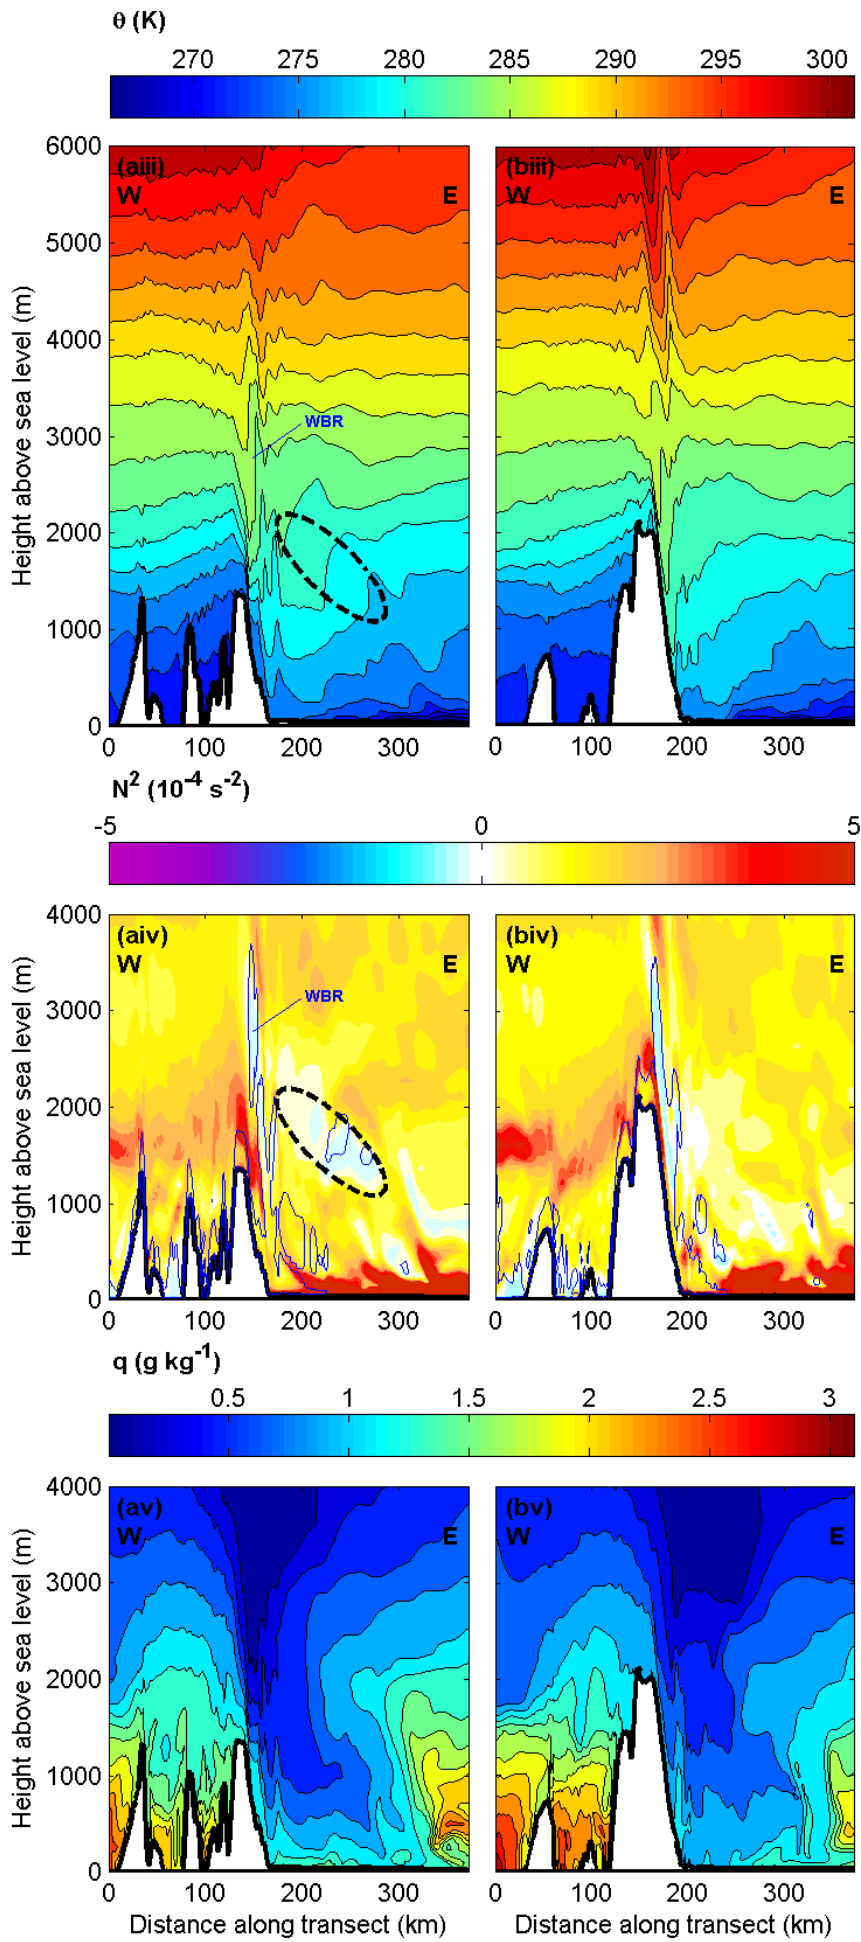 θ (K)
270 275 280 285 290 295 300
6000 (aiii) (biii)
W E W E
5000
4000
3000
WBR
2000
1000
0
Height above sea level (m)
0 100 200 300 0 100 200 300
N² (10⁻⁴ s⁻²)
-5 0 5
4000
(aiv) (biv)
W E W E
3000
WBR
2000
1000
0
Height above sea level (m)
0 100 200 300 0 100 200 300
q (g kg⁻¹)
0.5 1 1.5 2 2.5 3
4000
(av) (bv)
W E W E
3000
2000
1000
0
Height above sea level (m)
0 100 200 300 0 100 200 300
Distance along transect (km) Distance along transect (km)